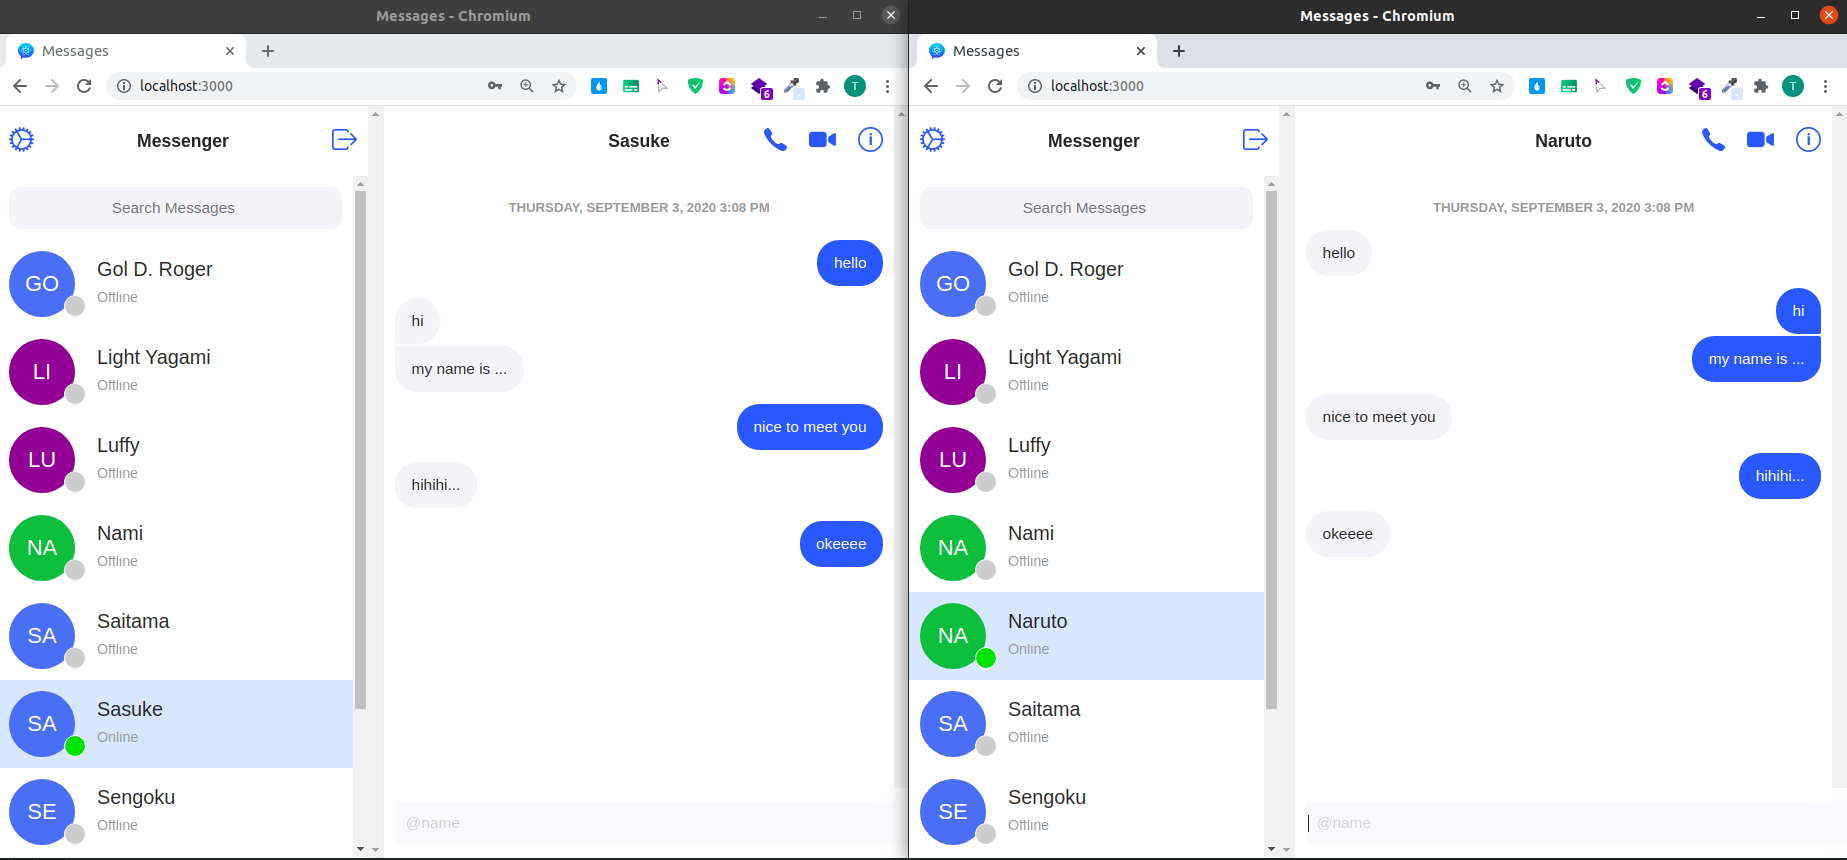 Messages - Chromium
Messages
localhost:3000
6
T
Messenger
Search Messages
GO
Gol D. Roger
Offline
LI
Light Yagami
Offline
LU
Luffy
Offline
NA
Nami
Offline
SA
Saitama
Offline
SA
Sasuke
Online
SE
Sengoku
Offline
Sasuke
THURSDAY, SEPTEMBER 3, 2020 3:08 PM
hello
hi
my name is ...
nice to meet you
hihihi...
okeeee
@name
Messages - Chromium
Messages
localhost:3000
6
T
Messenger
Search Messages
GO
Gol D. Roger
Offline
LI
Light Yagami
Offline
LU
Luffy
Offline
NA
Nami
Offline
NA
Naruto
Online
SA
Saitama
Offline
SE
Sengoku
Offline
Naruto
THURSDAY, SEPTEMBER 3, 2020 3:08 PM
hello
hi
my name is ...
nice to meet you
hihihi...
okeeee
@name